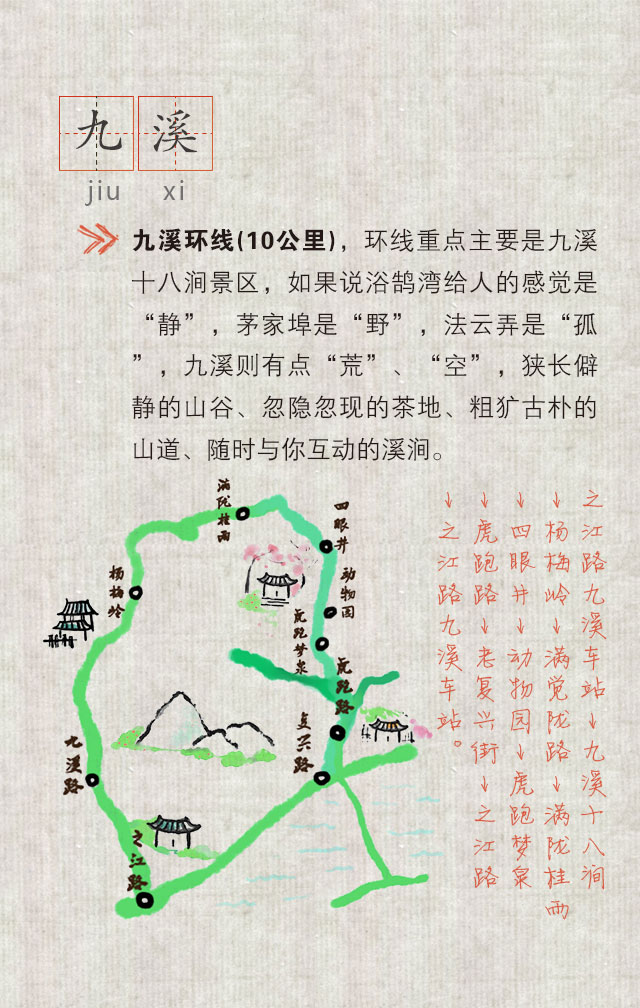 九溪
jiu xi
九溪环线(10公里)，环线重点主要是九溪
十八涧景区，如果说浴鹄湾给人的感觉是
“静”，茅家埠是“野”，法云弄是“孤
”，九溪则有点“荒”、“空”，狭长僻
静的山谷、忽隐忽现的茶地、粗犷古朴的
山道、随时与你互动的溪涧。
满陇桂雨
四眼井
杨梅岭
动物园
虎跑梦泉
虎跑路
复兴路
九溪路
之江路
之江路九溪车站↓九溪十八涧
↓杨梅岭↓满觉陇路↓满陇桂雨
↓四眼井↓动物园↓虎跑梦泉
↓虎跑路↓老复兴街↓之江路
↓之江路九溪车站。